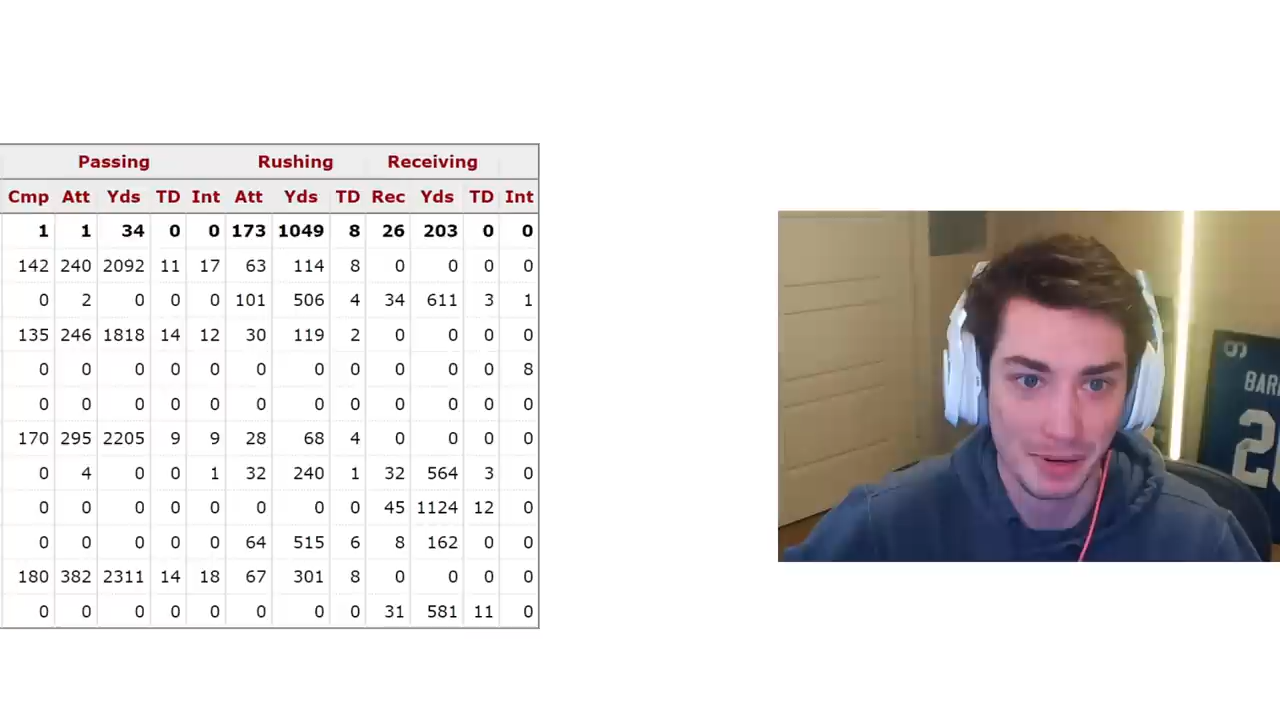 Passing Rushing Receiving
Cmp Att Yds TD Int Att Yds TD Rec Yds TD Int
1 1 34 0 0 173 1049 8 26 203 0 0
142 240 2092 11 17 63 114 8 0 0 0 0
0 2 0 0 0 101 506 4 34 611 3 1
135 246 1818 14 12 30 119 2 0 0 0 0
0 0 0 0 0 0 0 0 0 0 0 8
0 0 0 0 0 0 0 0 0 0 0 0
170 295 2205 9 9 28 68 4 0 0 0 0
0 4 0 0 1 32 240 1 32 564 3 0
0 0 0 0 0 0 0 0 45 1124 12 0
0 0 0 0 0 64 515 6 8 162 0 0
180 382 2311 14 18 67 301 8 0 0 0 0
0 0 0 0 0 0 0 0 31 581 11 0
BAR
2